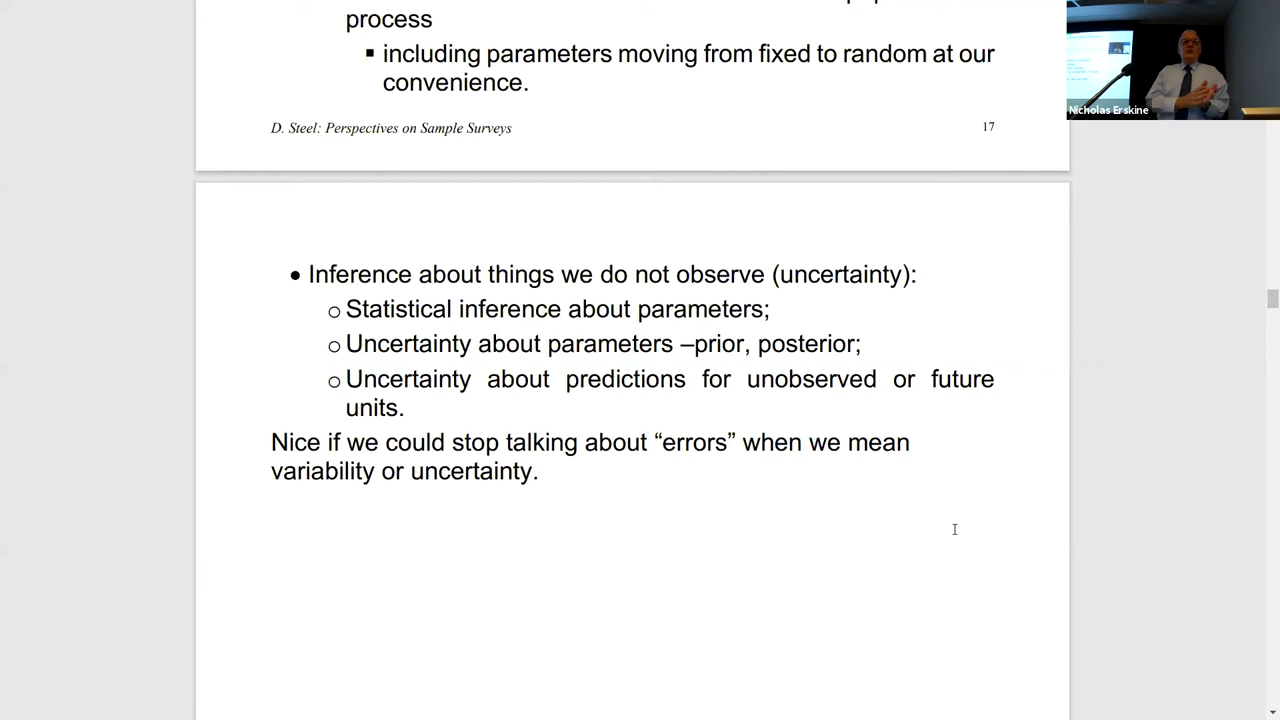 process
▪ including parameters moving from fixed to random at our
convenience.
D. Steel: Perspectives on Sample Surveys 17
Nicholas Erskine
• Inference about things we do not observe (uncertainty):
o Statistical inference about parameters;
o Uncertainty about parameters –prior, posterior;
o Uncertainty about predictions for unobserved or future
units.
Nice if we could stop talking about “errors” when we mean
variability or uncertainty.